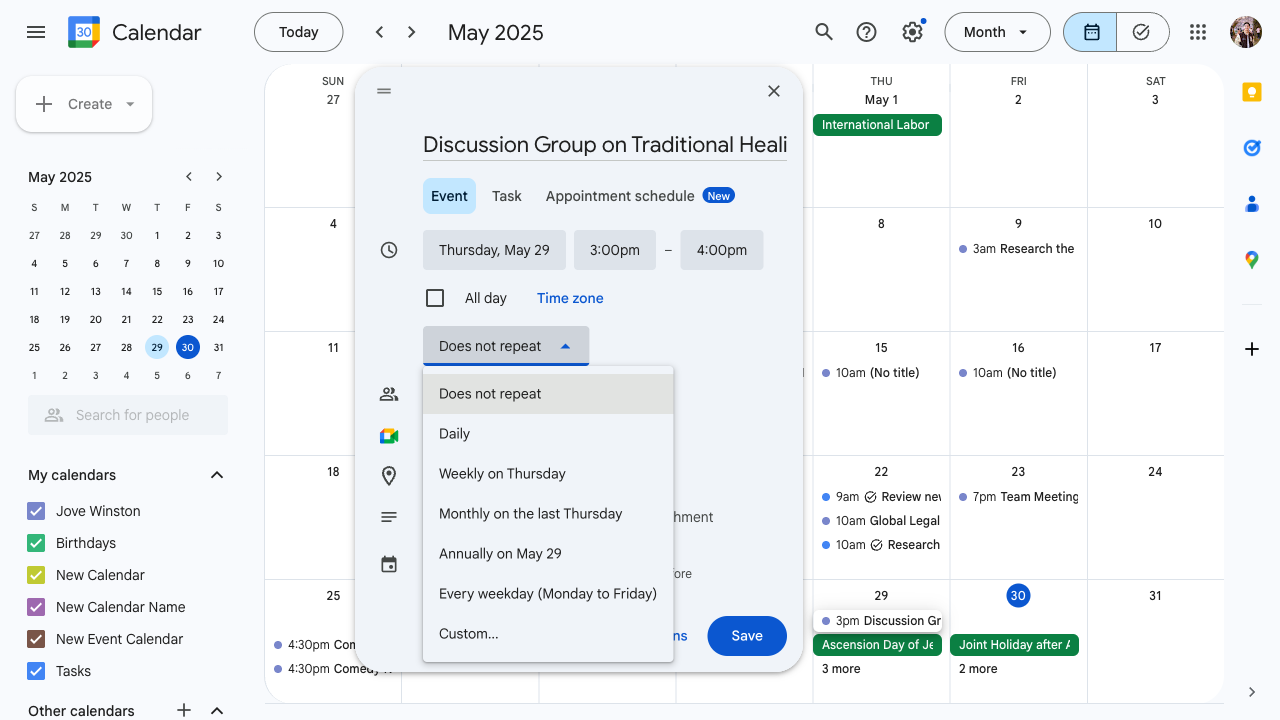 Calendar
Today
May 2025
Month
Create
May 2025
S M T W T F S
27 28 29 30 1 2 3
4 5 6 7 8 9 10
11 12 13 14 15 16 17
18 19 20 21 22 23 24
25 26 27 28 29 30 31
1 2 3 4 5 6 7
Search for people
My calendars
Jove Winston
Birthdays
New Calendar
New Calendar Name
New Event Calendar
Tasks
Other calendars
SUN THU FRI SAT
27 May 1 2 3
International Labor
4 8 9 10
3am Research the
11 15 16 17
10am (No title)
10am (No title)
18 22 23 24
9am Review nev
7pm Team Meeting
10am Global Legal
10am Research
25 29 30 31
4:30pm Com
4:30pm Comedy
3pm Discussion Gr
Ascension Day of Je
3 more
Joint Holiday after A
2 more
Discussion Group on Traditional Heali
Event
Task
Appointment schedule
New
Thursday, May 29
3:00pm
–
4:00pm
All day
Time zone
Does not repeat
Does not repeat
Daily
Weekly on Thursday
Monthly on the last Thursday
Annually on May 29
Every weekday (Monday to Friday)
Custom...
hment
fore
ns
Save